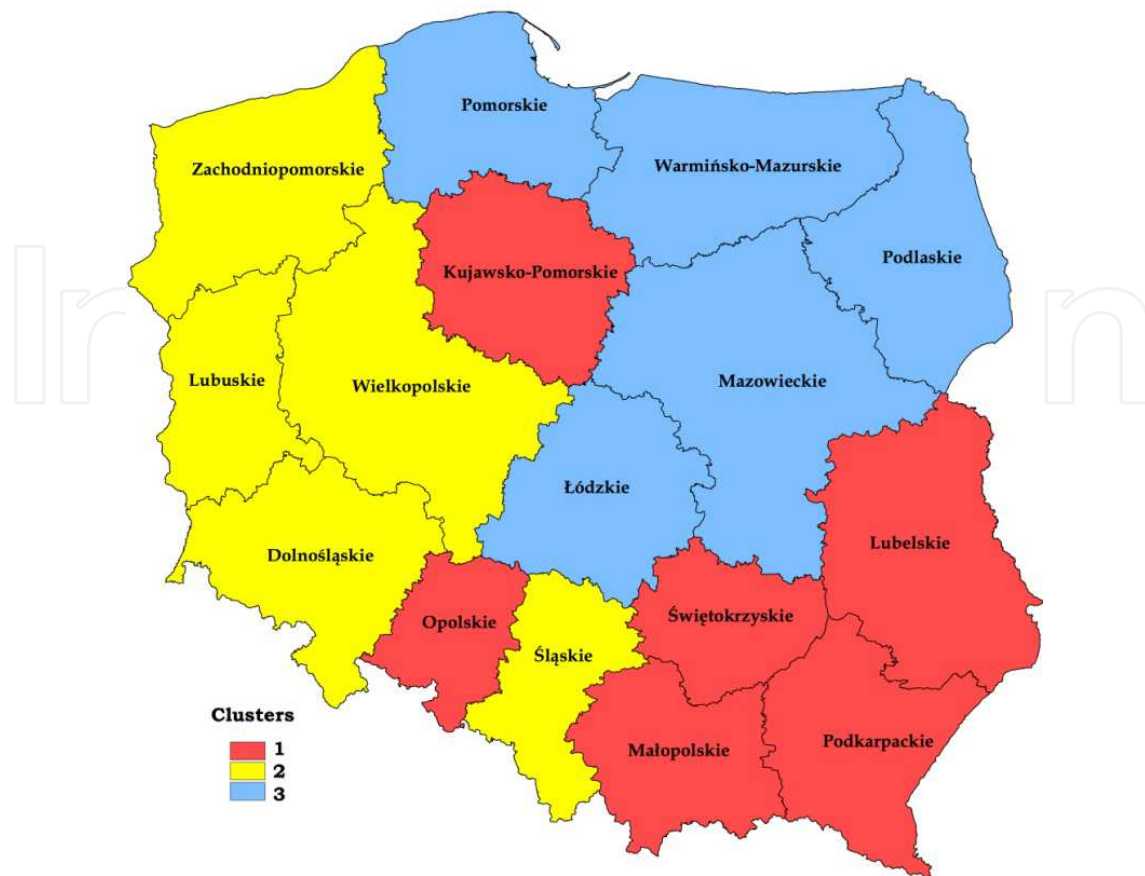 Pomorskie
Warmińsko-Mazurskie
Zachodniopomorskie
Podlaskie
Kujawsko-Pomorskie
Lubuskie
Wielkopolskie
Mazowieckie
Łódzkie
Lubelskie
Dolnośląskie
Opolskie
Świętokrzyskie
Śląskie
Małopolskie
Podkarpackie
Clusters
1
2
3